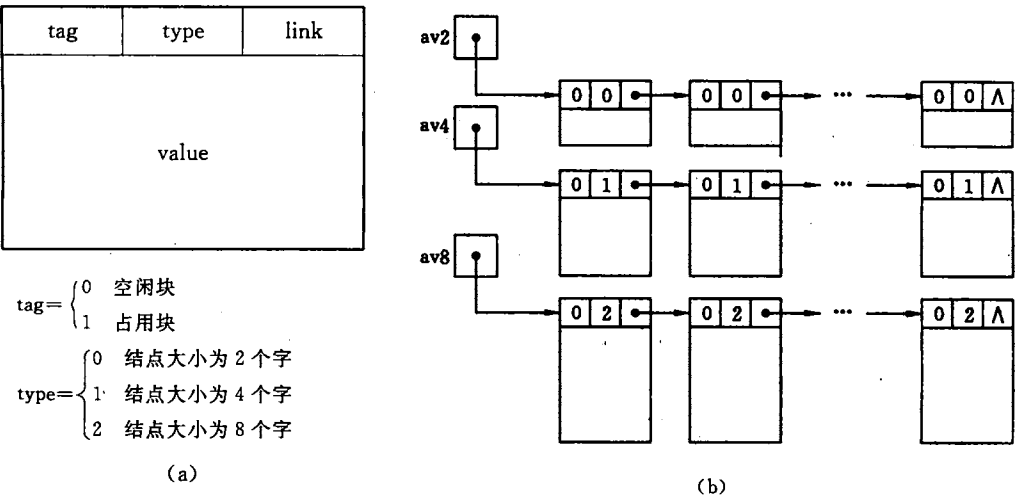 tag type link
value
tag= 0 空闲块
1 占用块
type= 0 结点大小为 2 个字
1 结点大小为 4 个字
2 结点大小为 8 个字
(a)
av2
0 0 0 0 … 0 0 Λ
av4
0 1 0 1 … 0 1 Λ
av8
0 2 0 2 … 0 2 Λ
(b)